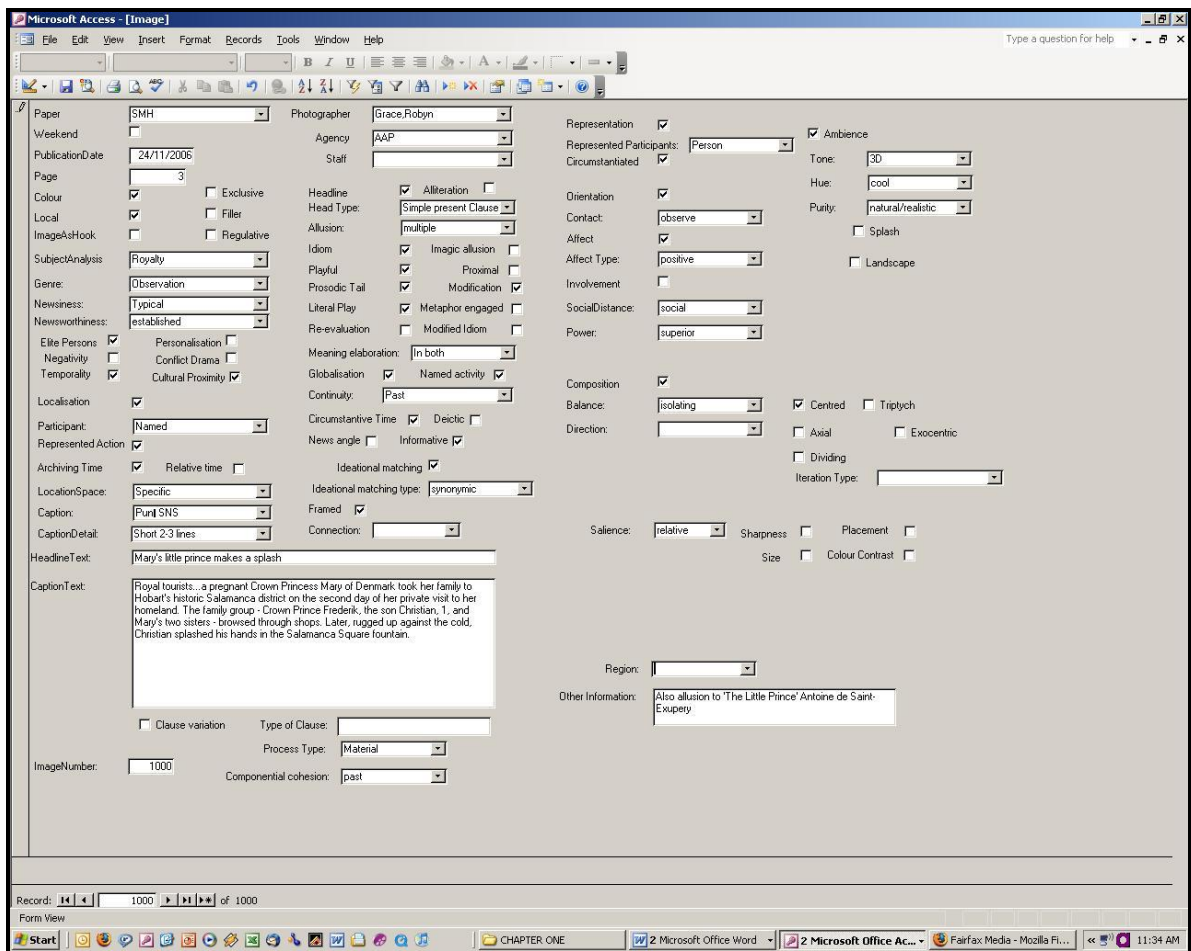 Microsoft Access - [Image]
File Edit View Insert Format Records Tools Window Help Type a question for help
Paper SMH
Weekend
PublicationDate 24/11/2006
Page 3
Colour Exclusive
Local Filler
ImageAsHook Regulative
SubjectAnalysis Royalty
Genre: Observation
Newsiness: Typical
Newsworthiness: established
Elite Persons Personalisation
Negativity Conflict Drama
Temporality Cultural Proximity
Localisation
Participant: Named
Represented Action
Archiving Time Relative time
LocationSpace: Specific
Caption: Punl SNS
CaptionDetail: Short 2-3 lines
Photographer Grace,Robyn
Agency AAP
Staff
Headline Alliteration
Head Type: Simple present Clause
Allusion: multiple
Idiom Imagic allusion
Playful Proximal
Prosodic Tail Modification
Literal Play Metaphor engaged
Re-evaluation Modified Idiom
Meaning elaboration: In both
Globalisation Named activity
Continuity: Past
Circumstantive Time Deictic
News angle Informative
Ideational matching
Ideational matching type: synonymic
Framed
Connection:
Representation
Represented Participants: Person
Circumstantiated
Orientation
Contact: observe
Affect
Affect Type: positive
Involvement
SocialDistance: social
Power: superior
Composition
Balance: isolating
Direction:
Ambience
Tone: 3D
Hue: cool
Purity: natural/realistic
Splash
Landscape
Centred Triptych
Axial Exocentric
Dividing
Iteration Type:
Salience: relative Sharpness Placement
Size Colour Contrast
HeadlineText: Mary's little prince makes a splash
CaptionText: Royal tourists...a pregnant Crown Princess Mary of Denmark took her family to
Hobart's historic Salamanca district on the second day of her private visit to her
homeland. The family group - Crown Prince Frederik, the son Christian, 1, and
Mary's two sisters - browsed through shops. Later, rugged up against the cold,
Christian splashed his hands in the Salamanca Square fountain.
Region:
Other Information: Also allusion to 'The Little Prince' Antoine de Saint-
Exupery
Clause variation Type of Clause:
Process Type: Material
ImageNumber: 1000
Componential cohesion: past
Record: 1000 of 1000
Form View
Start CHAPTER ONE 2 Microsoft Office Word 2 Microsoft Office Ac... Fairfax Media - Mozilla Fi... 11:34 AM